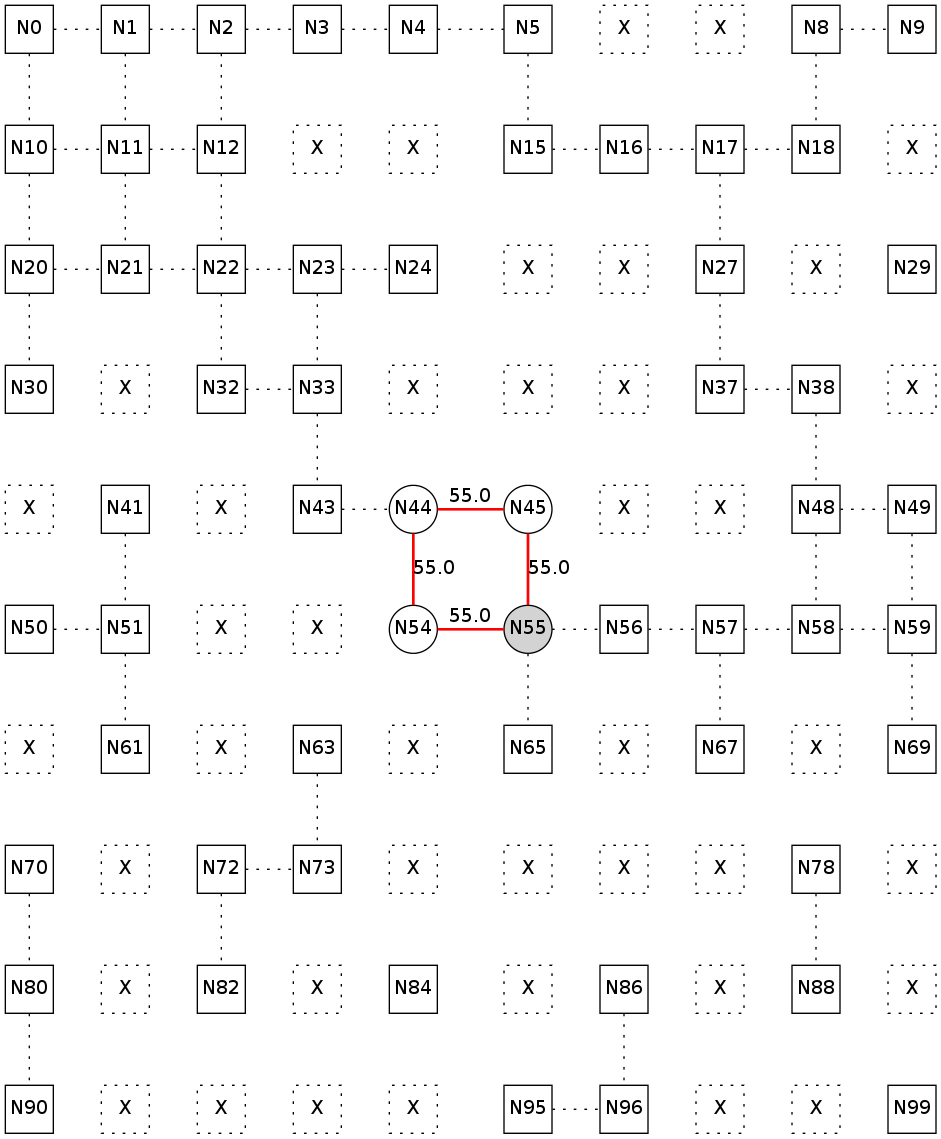 N0 N1 N2 N3 N4 N5 X X N8 N9
N10 N11 N12 X X N15 N16 N17 N18 X
N20 N21 N22 N23 N24 X X N27 X N29
N30 X N32 N33 X X X N37 N38 X
55.0
X N41 X N43 N44 N45 X X N48 N49
55.0 55.0
55.0
N50 N51 X X N54 N55 N56 N57 N58 N59
X N61 X N63 X N65 X N67 X N69
N70 X N72 N73 X X X X N78 X
N80 X N82 X N84 X N86 X N88 X
N90 X X X X N95 N96 X X N99